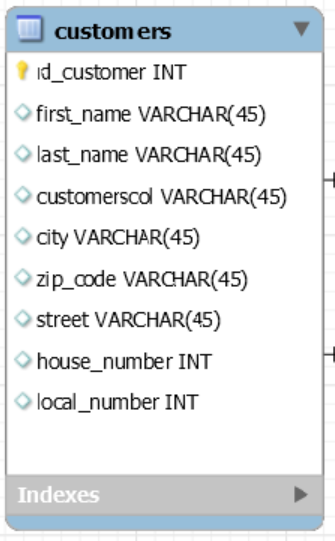 customers
id_customer INT
first_name VARCHAR(45)
last_name VARCHAR(45)
customerscol VARCHAR(45)
city VARCHAR(45)
zip_code VARCHAR(45)
street VARCHAR(45)
house_number INT
local_number INT
Indexes